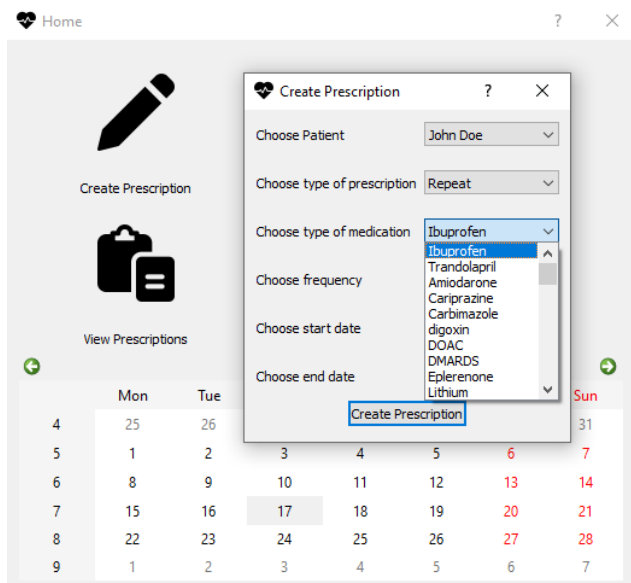 Home
?
Create Prescription
View Prescriptions
Create Prescription
?
Choose Patient
John Doe
Choose type of prescription
Repeat
Choose type of medication
Ibuprofen
Ibuprofen
Trandolapril
Amiodarone
Cariprazine
Carbimazole
digoxin
DOAC
DMARDS
Eplerenone
Lithium
Choose frequency
Choose start date
Choose end date
Create Prescription
Mon Tue Sun
4 25 26 31
5 1 2 3 4 5 6 7
6 8 9 10 11 12 13 14
7 15 16 17 18 19 20 21
8 22 23 24 25 26 27 28
9 1 2 3 4 5 6 7